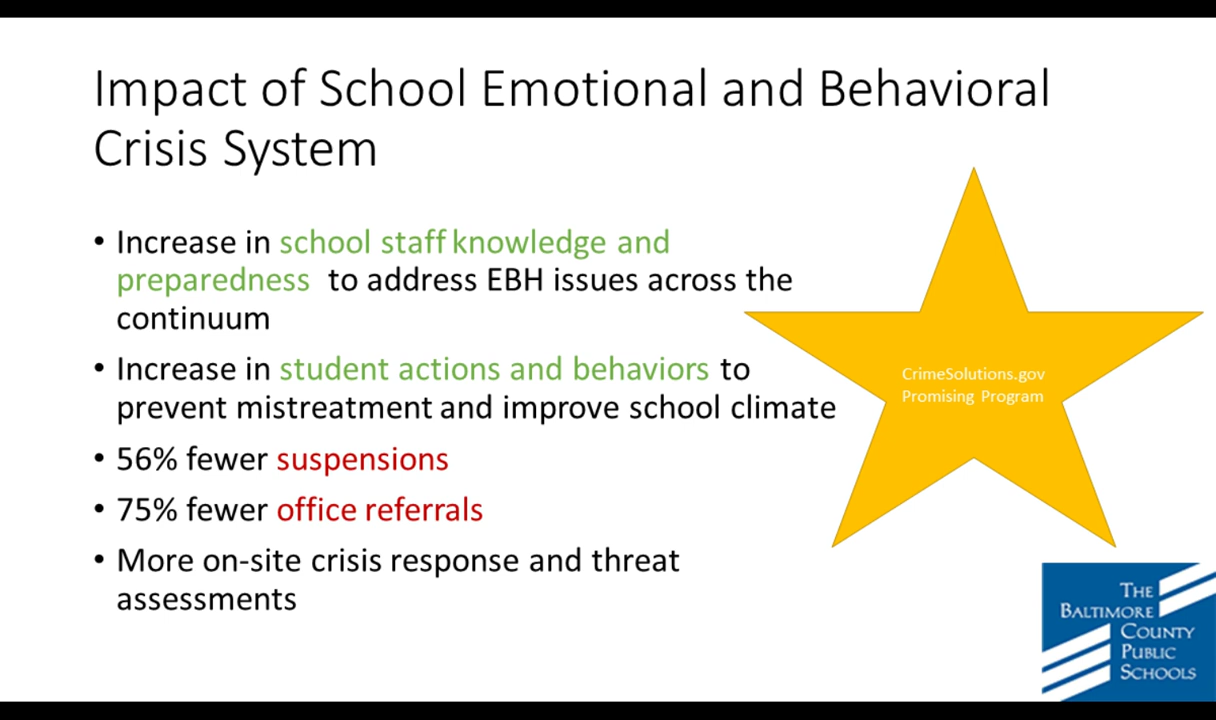 Impact of School Emotional and Behavioral
Crisis System
• Increase in school staff knowledge and
preparedness to address EBH issues across the
continuum
• Increase in student actions and behaviors to
prevent mistreatment and improve school climate
• 56% fewer suspensions
• 75% fewer office referrals
• More on-site crisis response and threat
assessments
CrimeSolutions.gov
Promising Program
THE
BALTIMORE
COUNTY
PUBLIC
SCHOOLS